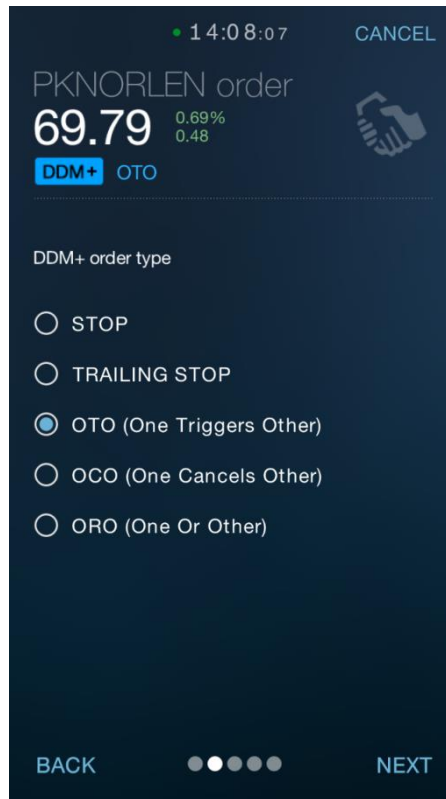 14:08:07 CANCEL
PKNORLEN order
69.79 0.69%
0.48
DDM+ OTO
DDM+ order type
STOP
TRAILING STOP
OTO (One Triggers Other)
OCO (One Cancels Other)
ORO (One Or Other)
BACK NEXT